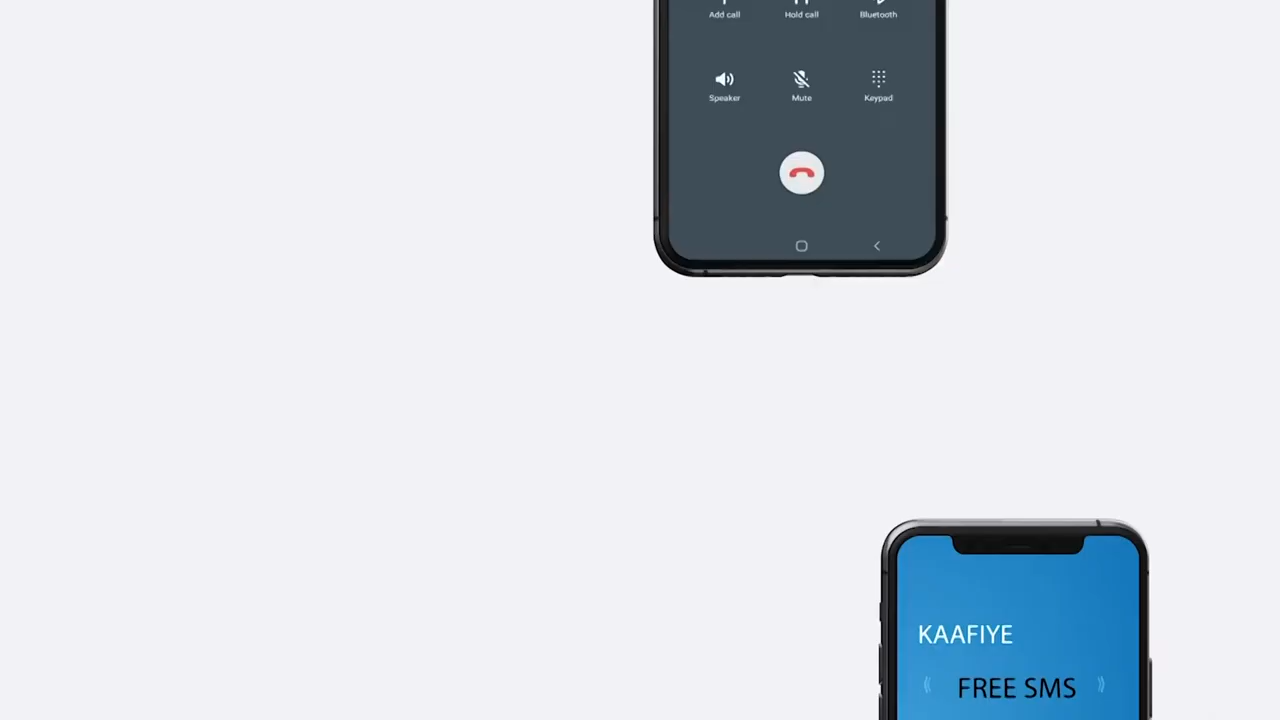 Add call Hold call Bluetooth
Speaker Mute Keypad
KAAFIYE
FREE SMS